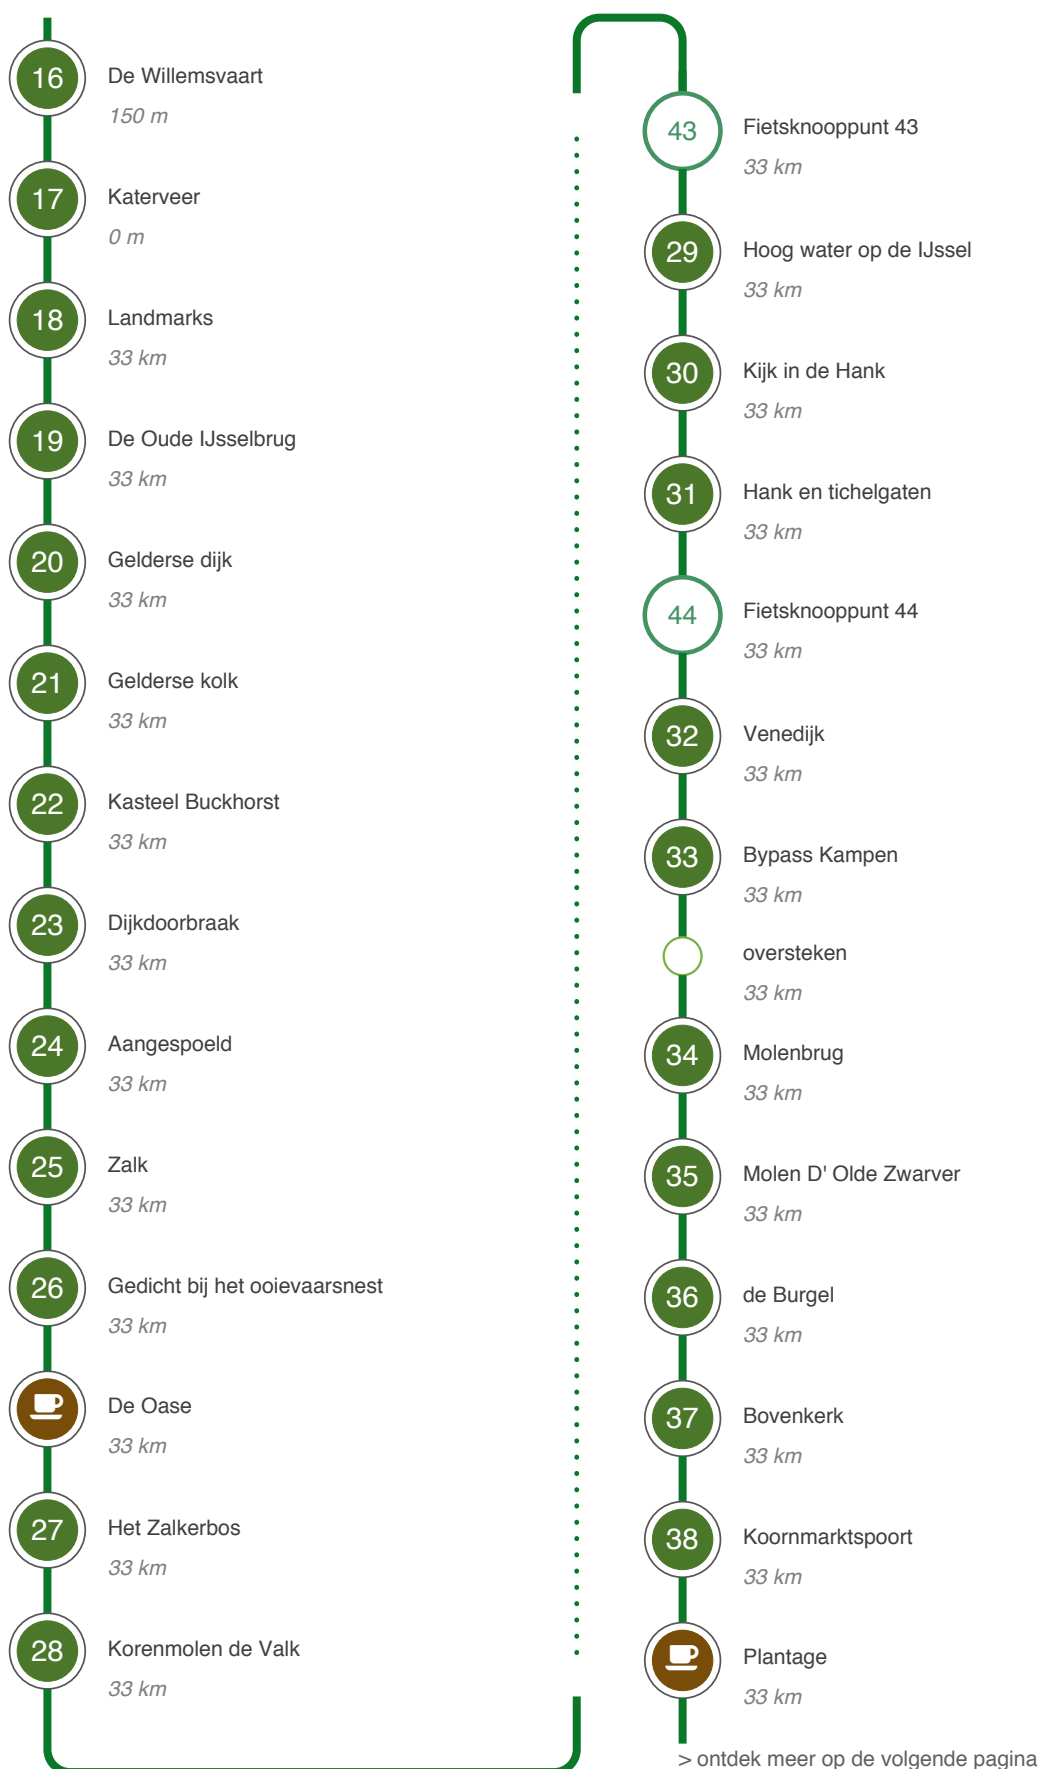 16
De Willemsvaart
150 m
17
Katerveer
0 m
18
Landmarks
33 km
19
De Oude IJsselbrug
33 km
20
Gelderse dijk
33 km
21
Gelderse kolk
33 km
22
Kasteel Buckhorst
33 km
23
Dijkdoorbraak
33 km
24
Aangespoeld
33 km
25
Zalk
33 km
26
Gedicht bij het ooievaarsnest
33 km
De Oase
33 km
27
Het Zalkerbos
33 km
28
Korenmolen de Valk
33 km
43
Fietsknooppunt 43
33 km
29
Hoog water op de IJssel
33 km
30
Kijk in de Hank
33 km
31
Hank en tichelgaten
33 km
44
Fietsknooppunt 44
33 km
32
Venedijk
33 km
33
Bypass Kampen
33 km
oversteken
33 km
34
Molenbrug
33 km
35
Molen D' Olde Zwarver
33 km
36
de Burgel
33 km
37
Bovenkerk
33 km
38
Koornmarktspoort
33 km
Plantage
33 km
> ontdek meer op de volgende pagina